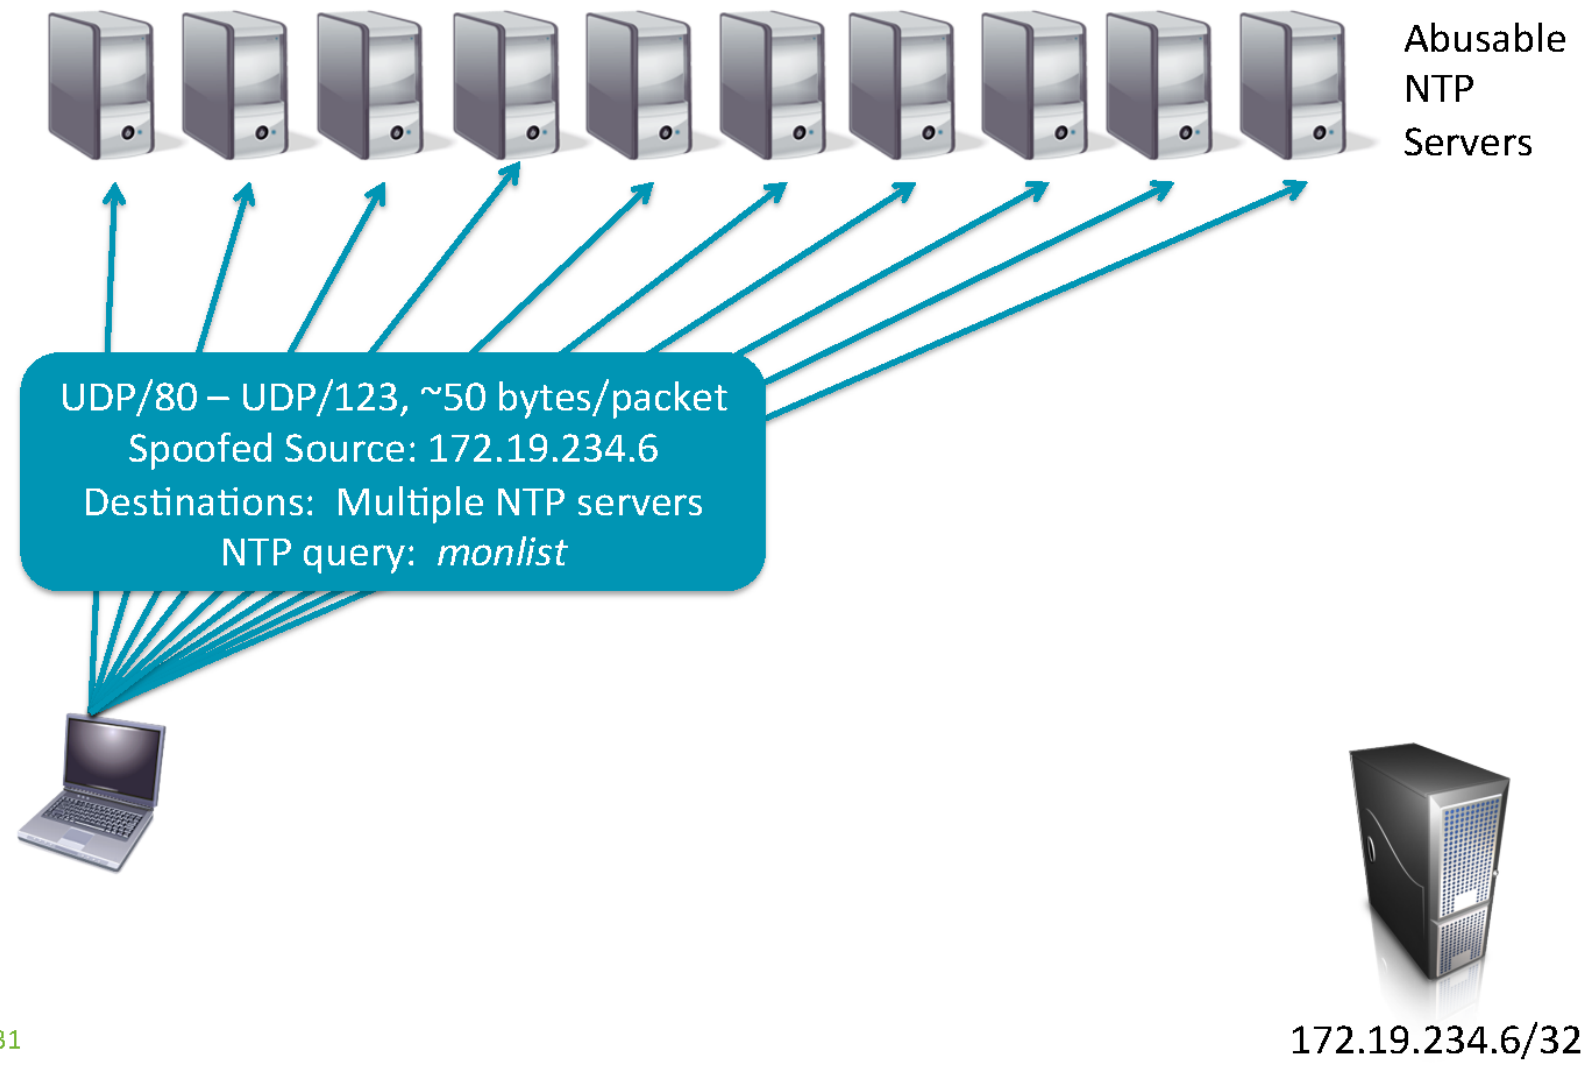 Abusable
NTP
Servers
UDP/80 – UDP/123, ~50 bytes/packet
Spoofed Source: 172.19.234.6
Destinations:  Multiple NTP servers
NTP query:  monlist
172.19.234.6/32